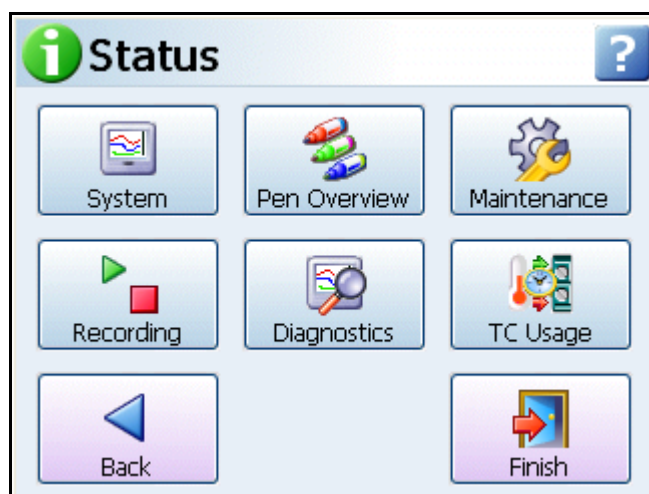 i Status ?
System Pen Overview Maintenance
Recording Diagnostics TC Usage
Back Finish